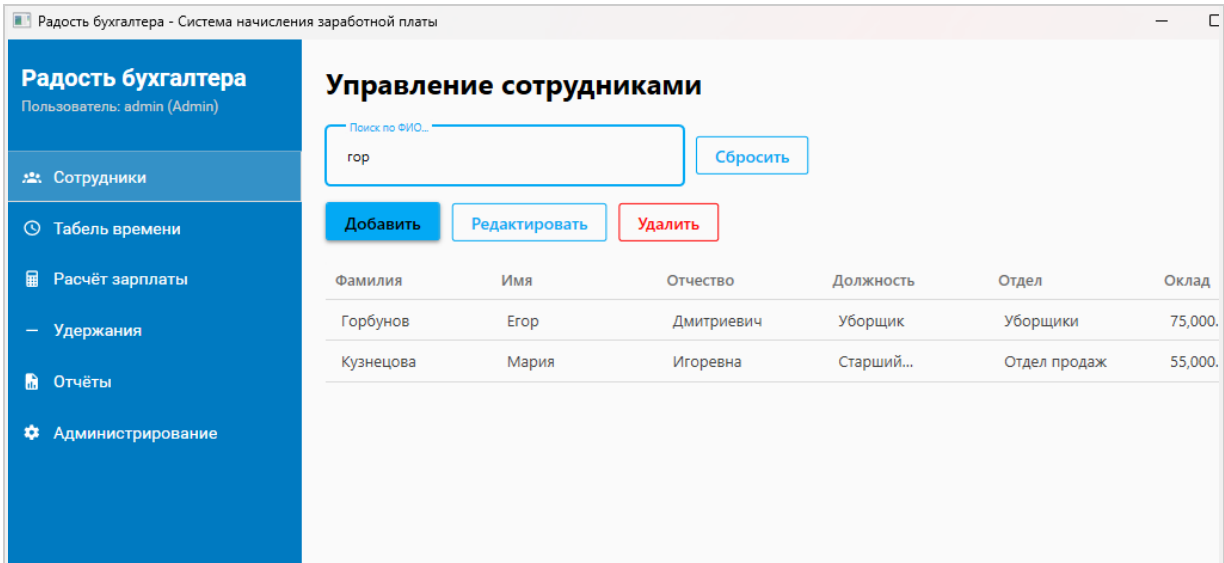 Радость бухгалтера - Система начисления заработной платы
Радость бухгалтера
Пользователь: admin (Admin)
Сотрудники
Табель времени
Расчёт зарплаты
Удержания
Отчёты
Администрирование
Управление сотрудниками
Поиск по ФИО...
гор
Сбросить
Добавить Редактировать Удалить
Фамилия Имя Отчество Должность Отдел Оклад
Горбунов Егор Дмитриевич Уборщик Уборщики 75,000.
Кузнецова Мария Игоревна Старший... Отдел продаж 55,000.